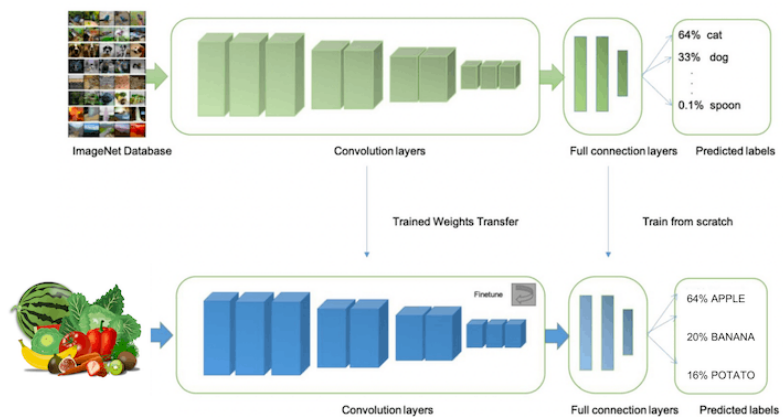 64% cat
33% dog
.
.
.
0.1% spoon
ImageNet Database
Convolution layers
Full connection layers
Predicted labels
Trained Weights Transfer
Train from scratch
Finetune
64% APPLE
20% BANANA
16% POTATO
Convolution layers
Full connection layers
Predicted labels